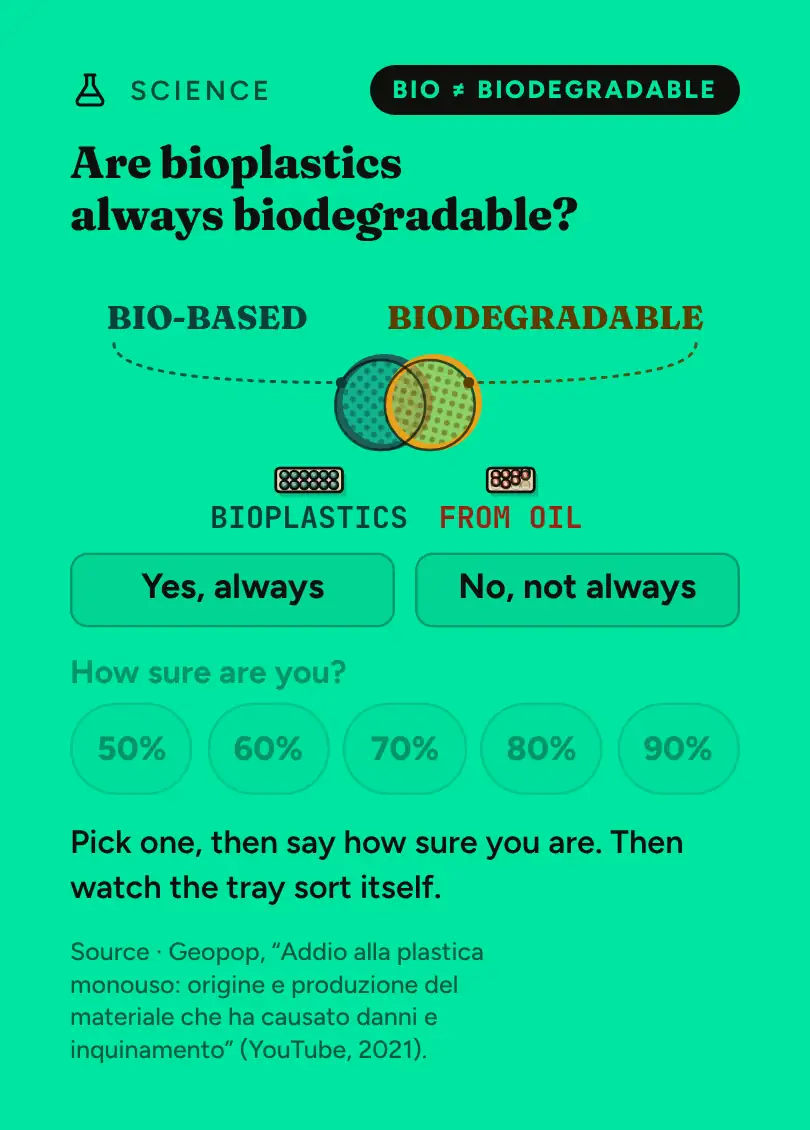 SCIENCE
BIO ≠ BIODEGRADABLE
Are bioplastics
always biodegradable?
BIO-BASED
BIODEGRADABLE
BIOPLASTICS
FROM OIL
Yes, always
No, not always
How sure are you?
50%
60%
70%
80%
90%
Pick one, then say how sure you are. Then
watch the tray sort itself.
Source · Geopop, “Addio alla plastica
monouso: origine e produzione del
materiale che ha causato danni e
inquinamento” (YouTube, 2021).